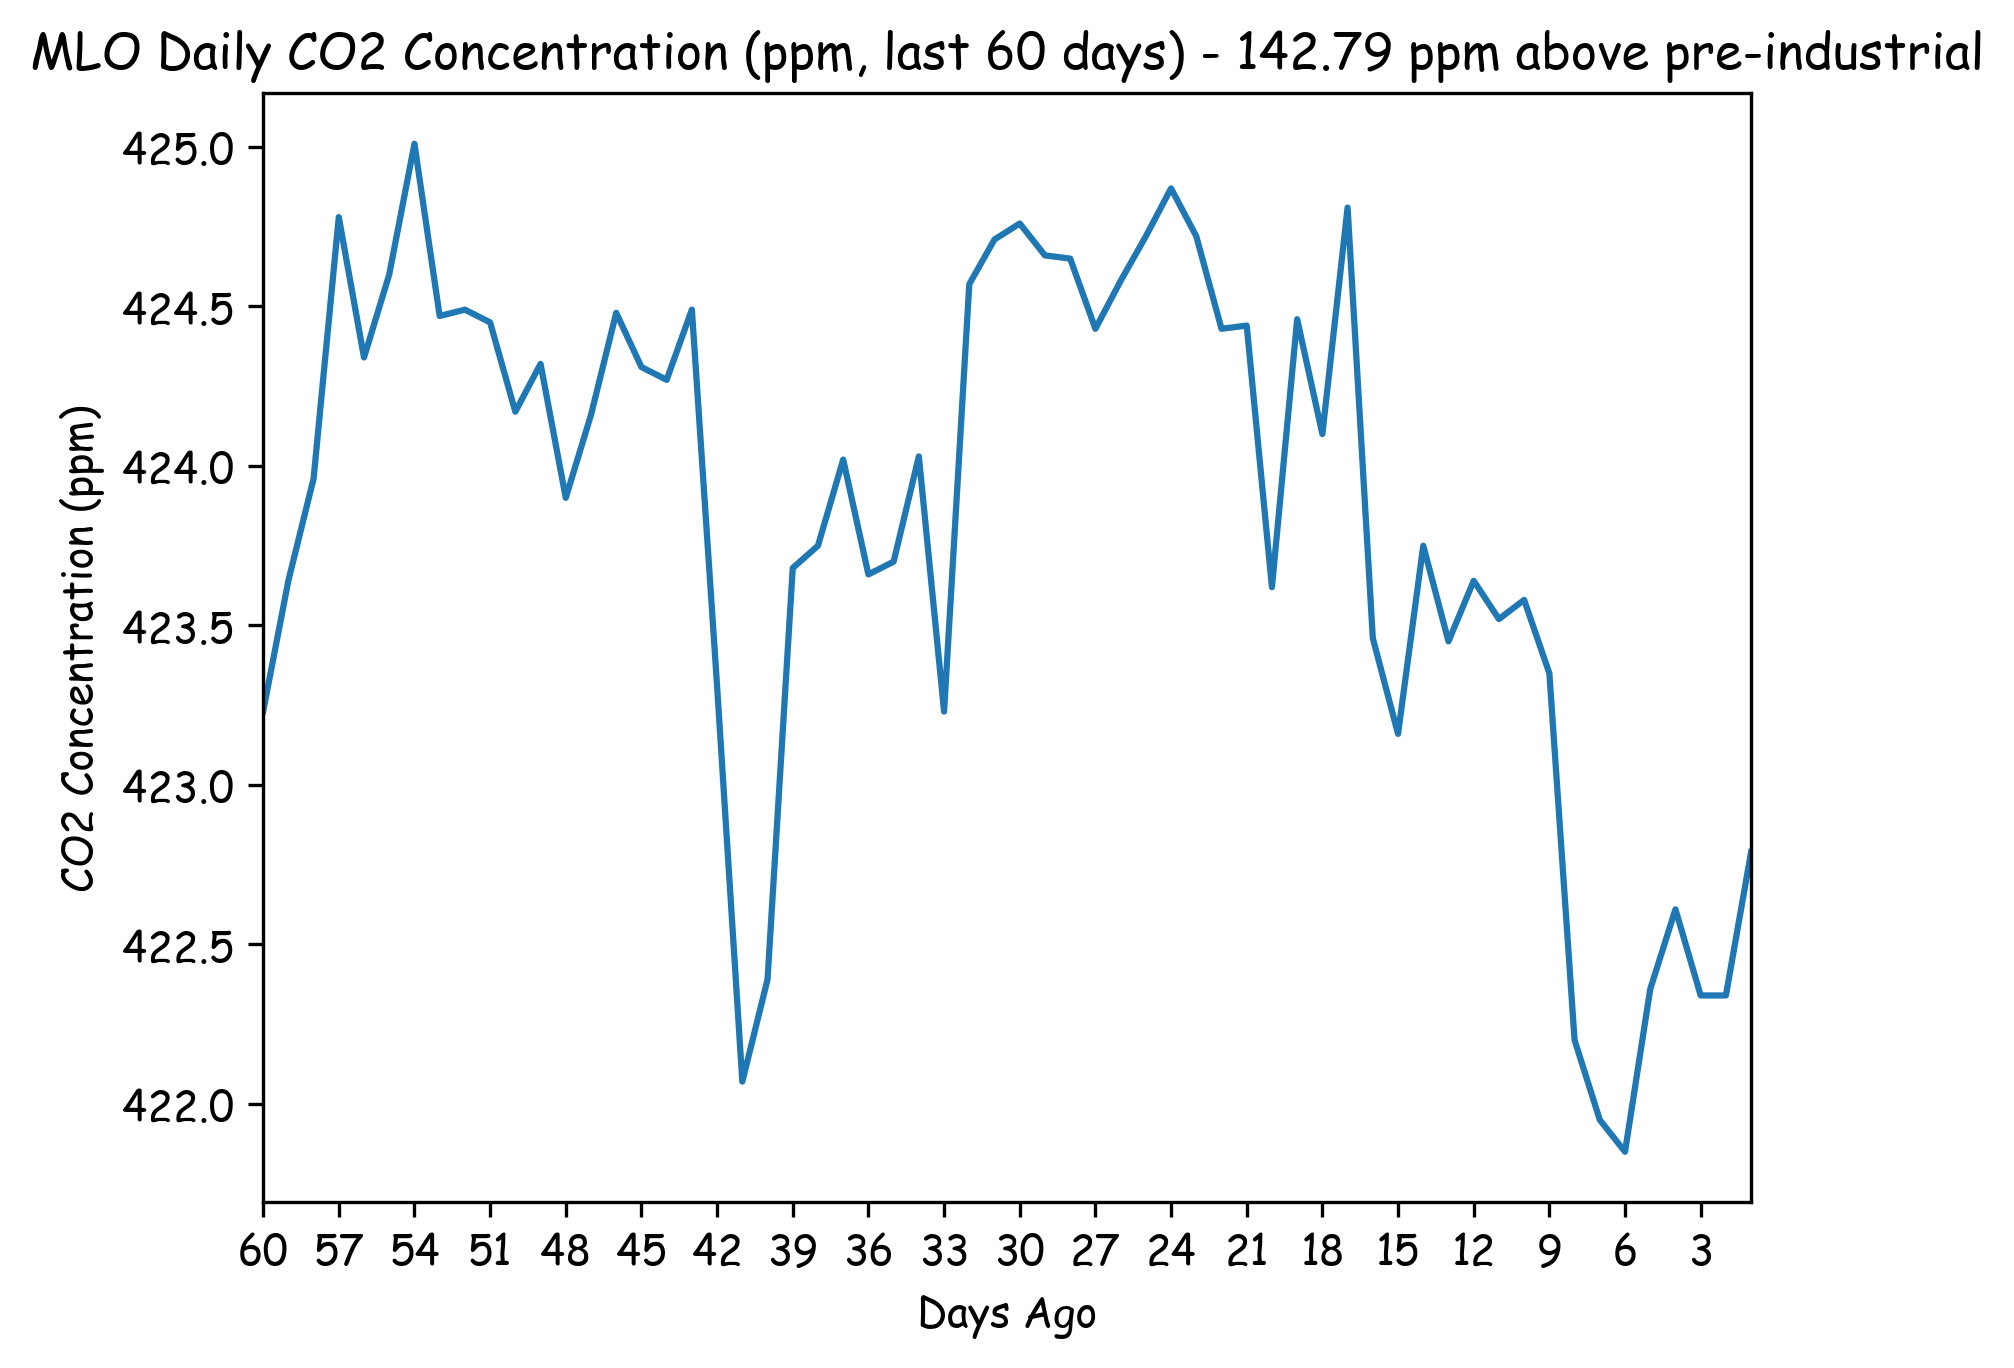 MLO Daily CO2 Concentration (ppm, last 60 days) - 142.79 ppm above pre-industrial
425.0
424.5
424.0
423.5
423.0
422.5
422.0
CO2 Concentration (ppm)
60 57 54 51 48 45 42 39 36 33 30 27 24 21 18 15 12 9 6 3
Days Ago